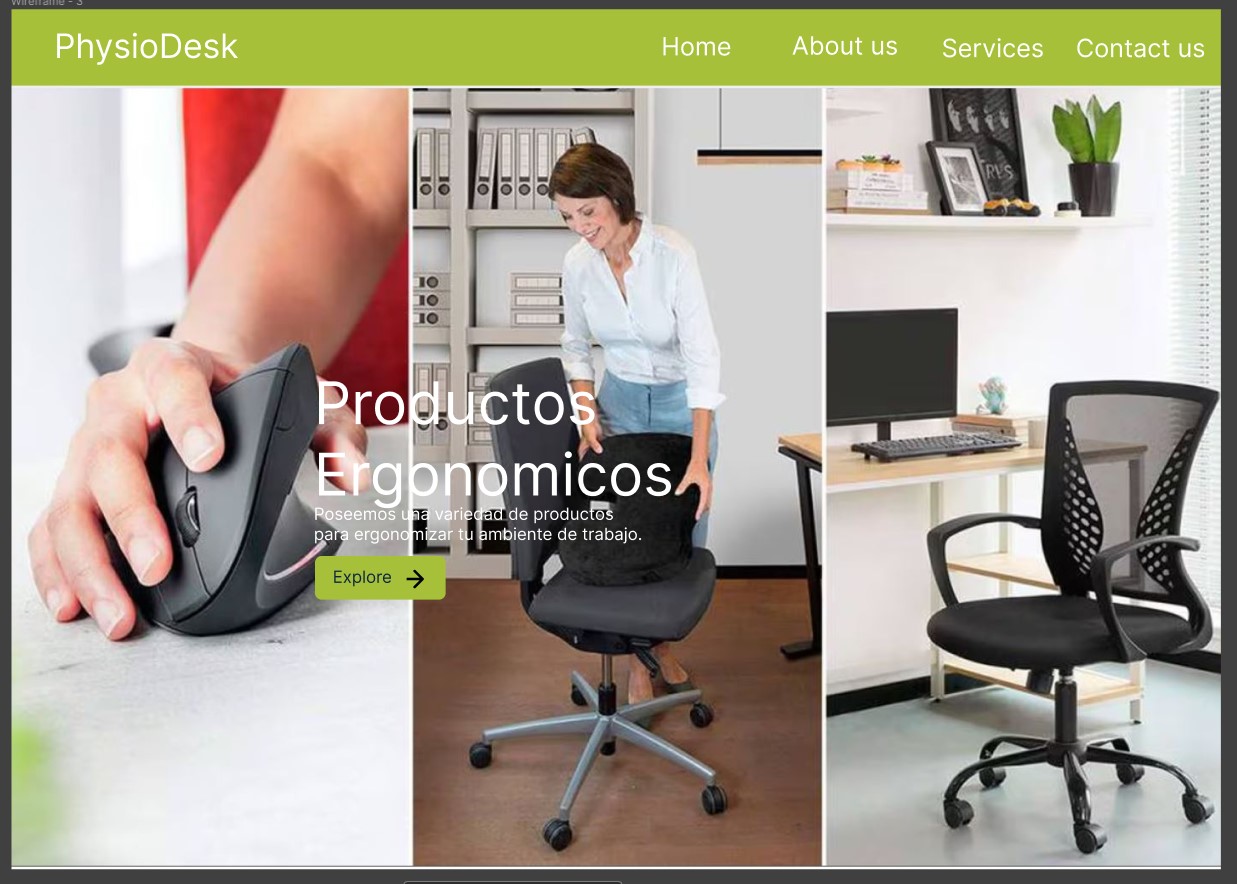 Wireframe - 3
PhysioDesk
Home
About us
Services
Contact us
Productos
Ergonomicos
Poseemos una variedad de productos
para ergonomizar tu ambiente de trabajo.
Explore